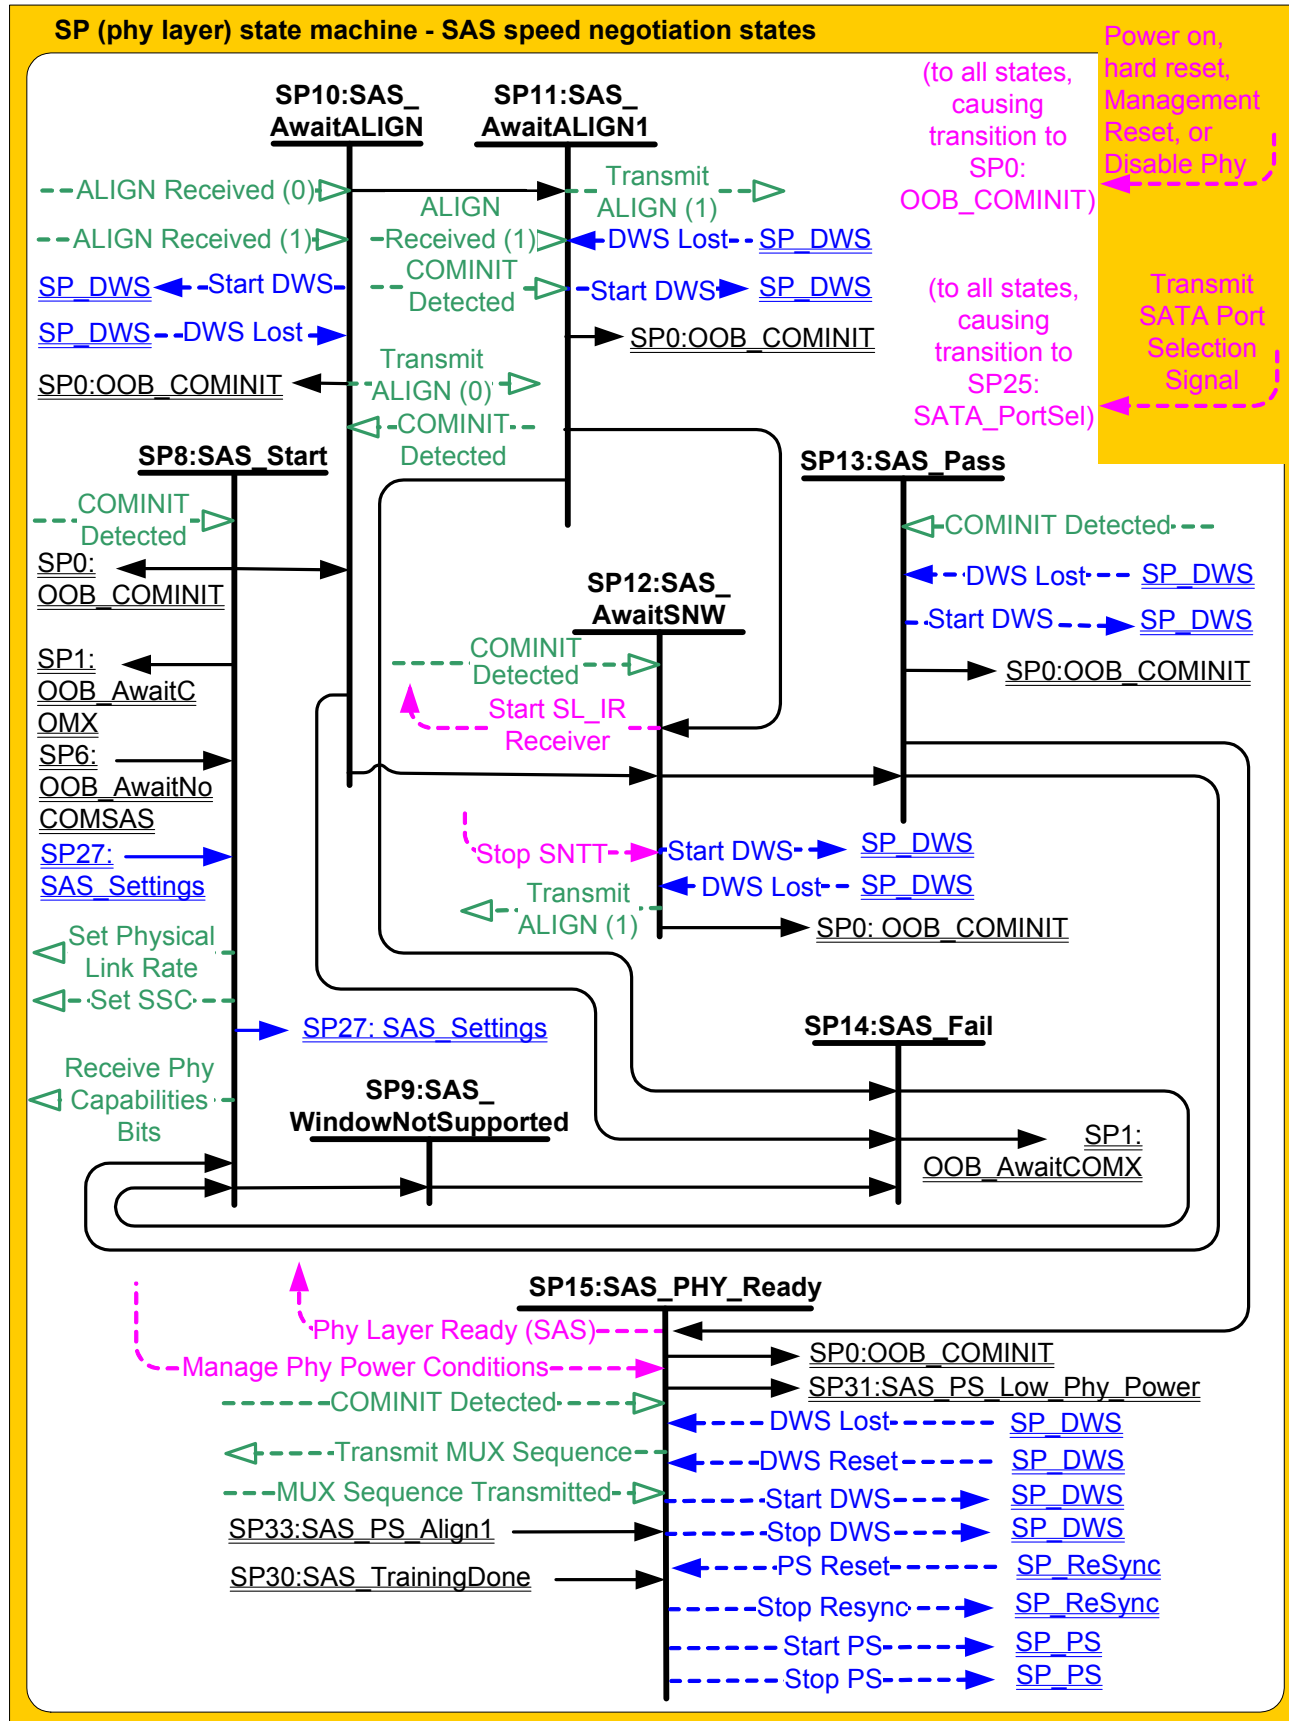 SP (phy layer) state machine - SAS speed negotiation states
Power on,
hard reset,
Management
Reset, or
Disable Phy
(to all states,
causing
transition to
SP0:
OOB_COMINIT)
Transmit
SATA Port
Selection
Signal
(to all states,
causing
transition to
SP25:
SATA_PortSel)
SP10:SAS_
AwaitALIGN
ALIGN Received (0)
ALIGN Received (1)
SP_DWS
Start DWS
SP_DWS
DWS Lost
SP0:OOB_COMINIT
Transmit
ALIGN (0)
COMINIT
Detected
SP11:SAS_
AwaitALIGN1
Transmit
ALIGN (1)
ALIGN
Received (1)
DWS Lost
SP_DWS
COMINIT
Detected
Start DWS
SP_DWS
SP0:OOB_COMINIT
SP8:SAS_Start
COMINIT
Detected
SP0:
OOB_COMINIT
SP1:
OOB_AwaitC
OMX
SP6:
OOB_AwaitNo
COMSAS
SP27:
SAS_Settings
Set Physical
Link Rate
Set SSC
SP27: SAS_Settings
Receive Phy
Capabilities
Bits
SP13:SAS_Pass
COMINIT Detected
DWS Lost
SP_DWS
Start DWS
SP_DWS
SP0:OOB_COMINIT
SP12:SAS_
AwaitSNW
COMINIT
Detected
Start SL_IR
Receiver
Stop SNTT
Start DWS
SP_DWS
DWS Lost
SP_DWS
Transmit
ALIGN (1)
SP0: OOB_COMINIT
SP14:SAS_Fail
SP1:
OOB_AwaitCOMX
SP9:SAS_
WindowNotSupported
SP15:SAS_PHY_Ready
Phy Layer Ready (SAS)
SP0:OOB_COMINIT
Manage Phy Power Conditions
SP31:SAS_PS_Low_Phy_Power
COMINIT Detected
DWS Lost
SP_DWS
Transmit MUX Sequence
DWS Reset
SP_DWS
MUX Sequence Transmitted
Start DWS
SP_DWS
SP33:SAS_PS_Align1
Stop DWS
SP_DWS
PS Reset
SP_ReSync
SP30:SAS_TrainingDone
Stop Resync
SP_ReSync
Start PS
SP_PS
Stop PS
SP_PS